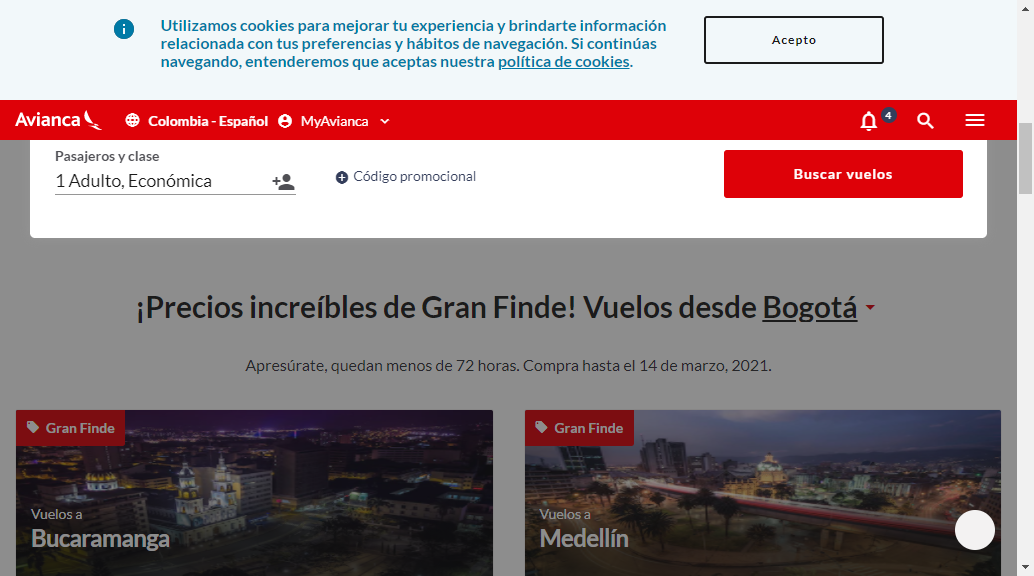 Utilizamos cookies para mejorar tu experiencia y brindarte información
relacionada con tus preferencias y hábitos de navegación. Si continúas
navegando, entenderemos que aceptas nuestra política de cookies.
Acepto
Avianca
Colombia - Español
MyAvianca
4
Pasajeros y clase
1 Adulto, Económica
Código promocional
Buscar vuelos
¡Precios increíbles de Gran Finde! Vuelos desde Bogotá
Apresúrate, quedan menos de 72 horas. Compra hasta el 14 de marzo, 2021.
Gran Finde
Vuelos a
Bucaramanga
Gran Finde
Vuelos a
Medellín